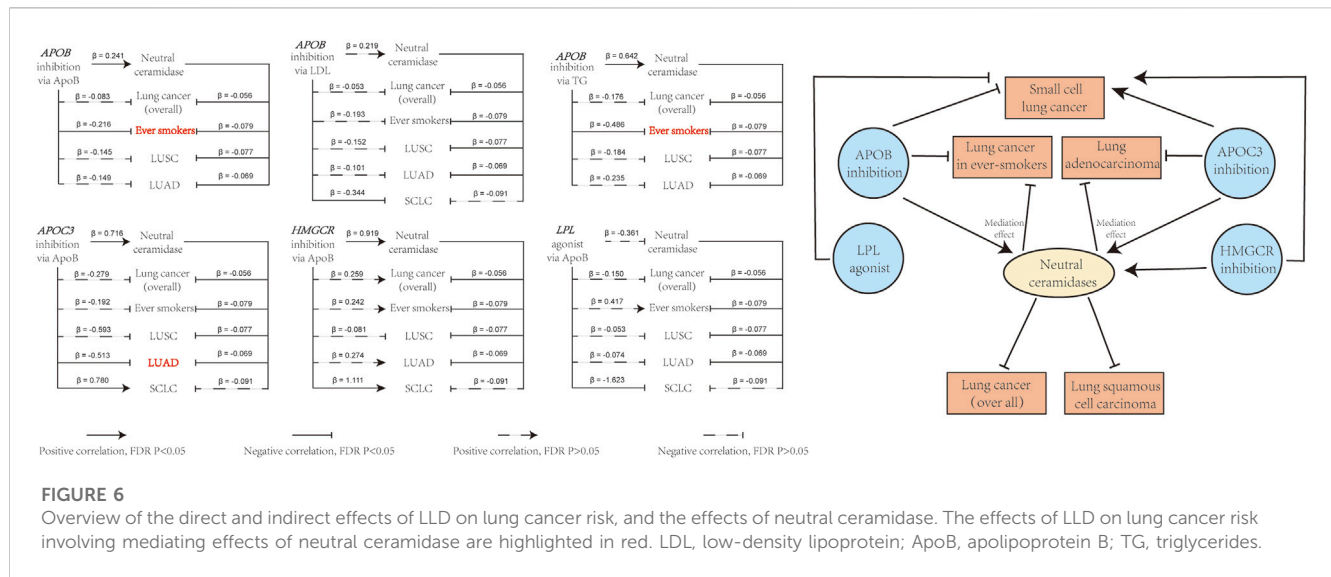 APOB
inhibition
via ApoB
β = 0.241
Neutral
ceramidase
β = -0.083
Lung cancer
(overall)
β = -0.056
β = -0.216
Ever smokers
β = -0.079
β = -0.145
LUSC
β = -0.077
β = -0.149
LUAD
β = -0.069
APOB
inhibition
via LDL
β = 0.219
Neutral
ceramidase
β = -0.053
Lung cancer
(overall)
β = -0.056
β = -0.193
Ever smokers
β = -0.079
β = -0.152
LUSC
β = -0.077
β = -0.101
LUAD
β = -0.069
β = -0.344
SCLC
β = -0.091
APOB
inhibition
via TG
β = 0.642
Neutral
ceramidase
β = -0.176
Lung cancer
(overall)
β = -0.056
β = -0.486
Ever smokers
β = -0.079
β = -0.184
LUSC
β = -0.077
β = -0.235
LUAD
β = -0.069
APOC3
inhibition
via ApoB
β = 0.716
Neutral
ceramidase
β = -0.279
Lung cancer
(overall)
β = -0.056
β = -0.192
Ever smokers
β = -0.079
β = -0.593
LUSC
β = -0.077
β = -0.513
LUAD
β = -0.069
β = 0.780
SCLC
β = -0.091
HMGCR
inhibition
via ApoB
β = 0.919
Neutral
ceramidase
β = 0.259
Lung cancer
(overall)
β = -0.056
β = 0.242
Ever smokers
β = -0.079
β = -0.081
LUSC
β = -0.077
β = 0.274
LUAD
β = -0.069
β = 1.111
SCLC
β = -0.091
LPL
agonist
via ApoB
β = -0.361
Neutral
ceramidase
β = -0.150
Lung cancer
(overall)
β = -0.056
β = 0.417
Ever smokers
β = -0.079
β = -0.053
LUSC
β = -0.077
β = -0.074
LUAD
β = -0.069
β = -1.623
SCLC
β = -0.091
Positive correlation, FDR P<0.05
Negative correlation, FDR P<0.05
Positive correlation, FDR P>0.05
Negative correlation, FDR P>0.05
Small cell
lung cancer
APOB
inhibition
Lung cancer
in ever-smokers
Lung
adenocarcinoma
APOC3
inhibition
Mediation
effect
Mediation
effect
LPL
agonist
Neutral
ceramidases
HMGCR
inhibition
Lung cancer
(over all)
Lung squamous
cell carcinoma
FIGURE 6
Overview of the direct and indirect effects of LLD on lung cancer risk, and the effects of neutral ceramidase. The effects of LLD on lung cancer risk
involving mediating effects of neutral ceramidase are highlighted in red. LDL, low-density lipoprotein; ApoB, apolipoprotein B; TG, triglycerides.